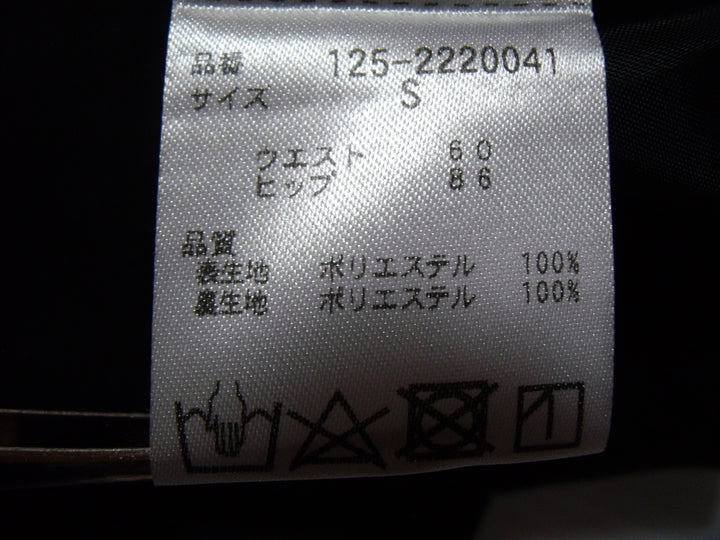 品番 125-2220041
サイズ S
ウエスト 60
ヒップ 86
品質
表生地 ポリエステル 100%
裏生地 ポリエステル 100%